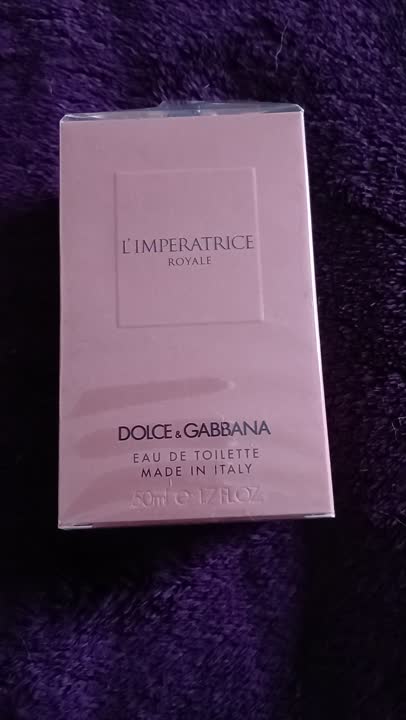 L'IMPERATRICE
ROYALE
DOLCE & GABBANA
EAU DE TOILETTE
MADE IN ITALY
50ml e 1.7 FL.OZ.